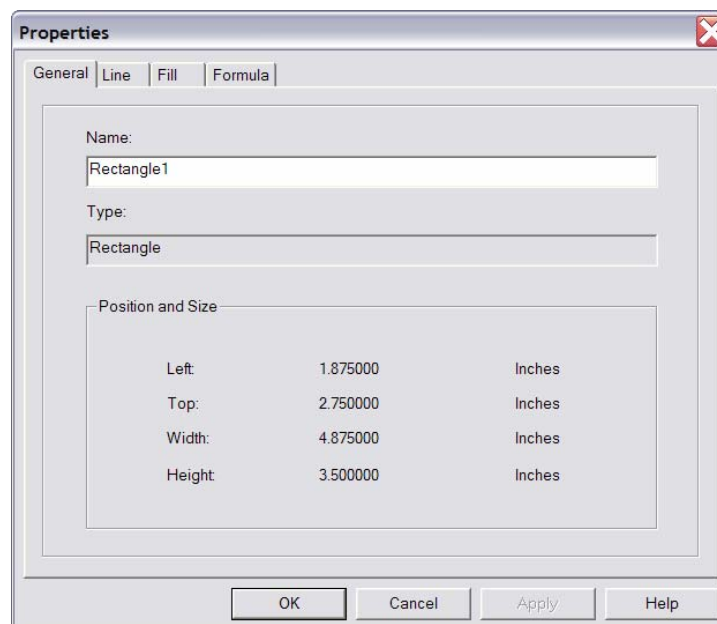 Properties
General Line Fill Formula
Name:
Rectangle1
Type:
Rectangle
Position and Size
Left: 1.875000 Inches
Top: 2.750000 Inches
Width: 4.875000 Inches
Height: 3.500000 Inches
OK Cancel Apply Help